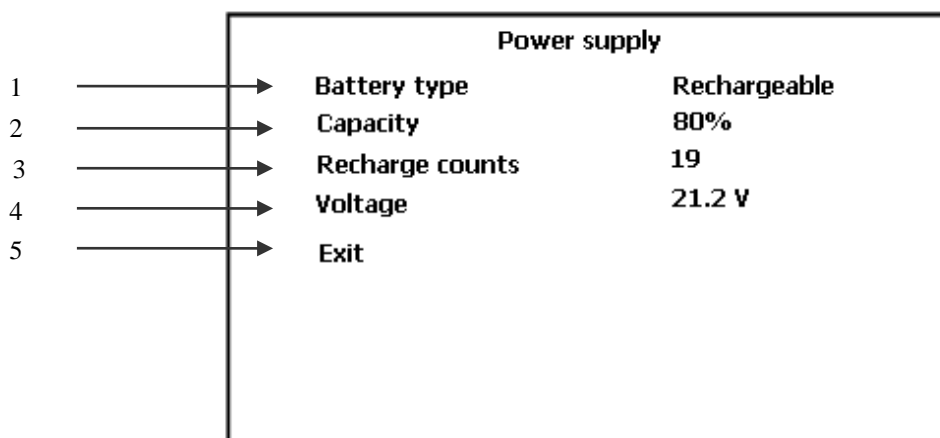 Power supply
1 Battery type Rechargeable
2 Capacity 80%
3 Recharge counts 19
4 Voltage 21.2 V
5 Exit